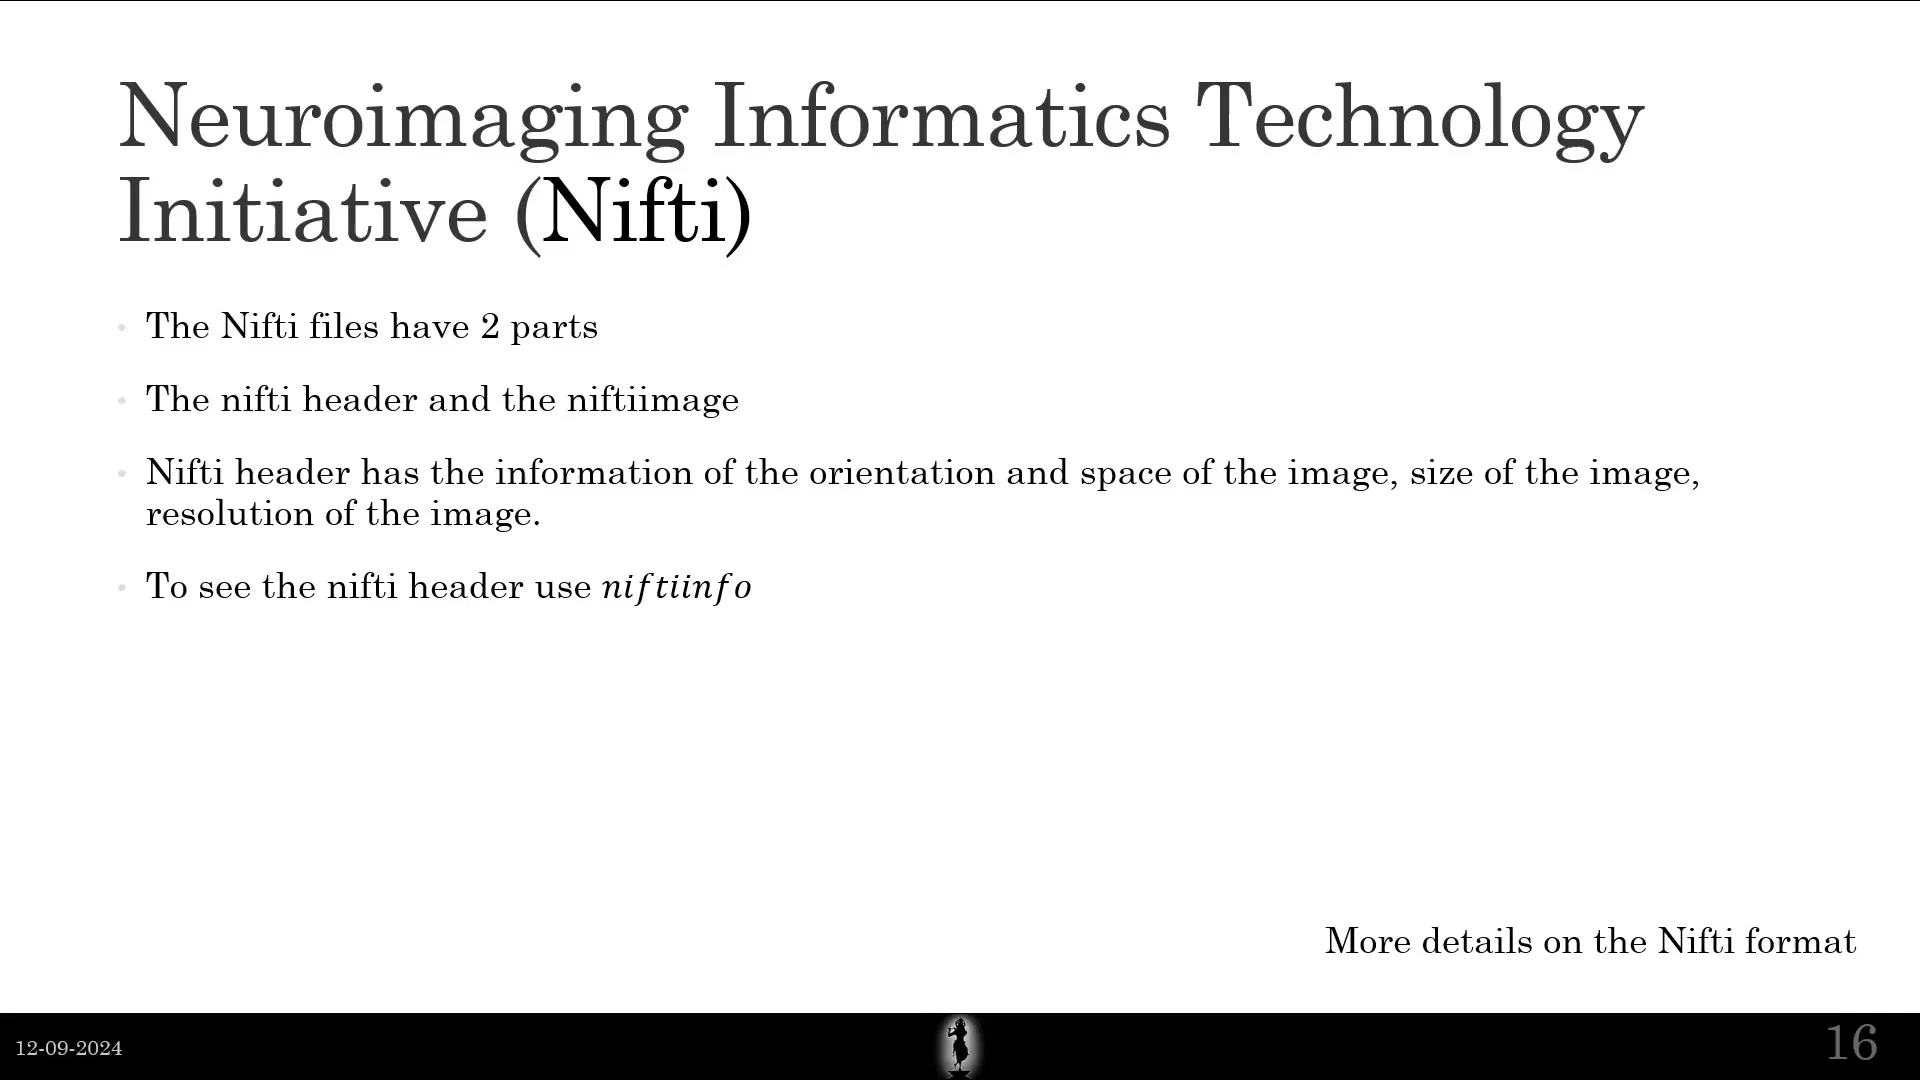 Neuroimaging Informatics Technology
Initiative (Nifti)
• The Nifti files have 2 parts
• The nifti header and the niftiimage
• Nifti header has the information of the orientation and space of the image, size of the image,
resolution of the image.
• To see the nifti header use niftiinfo
More details on the Nifti format
12-09-2024
16